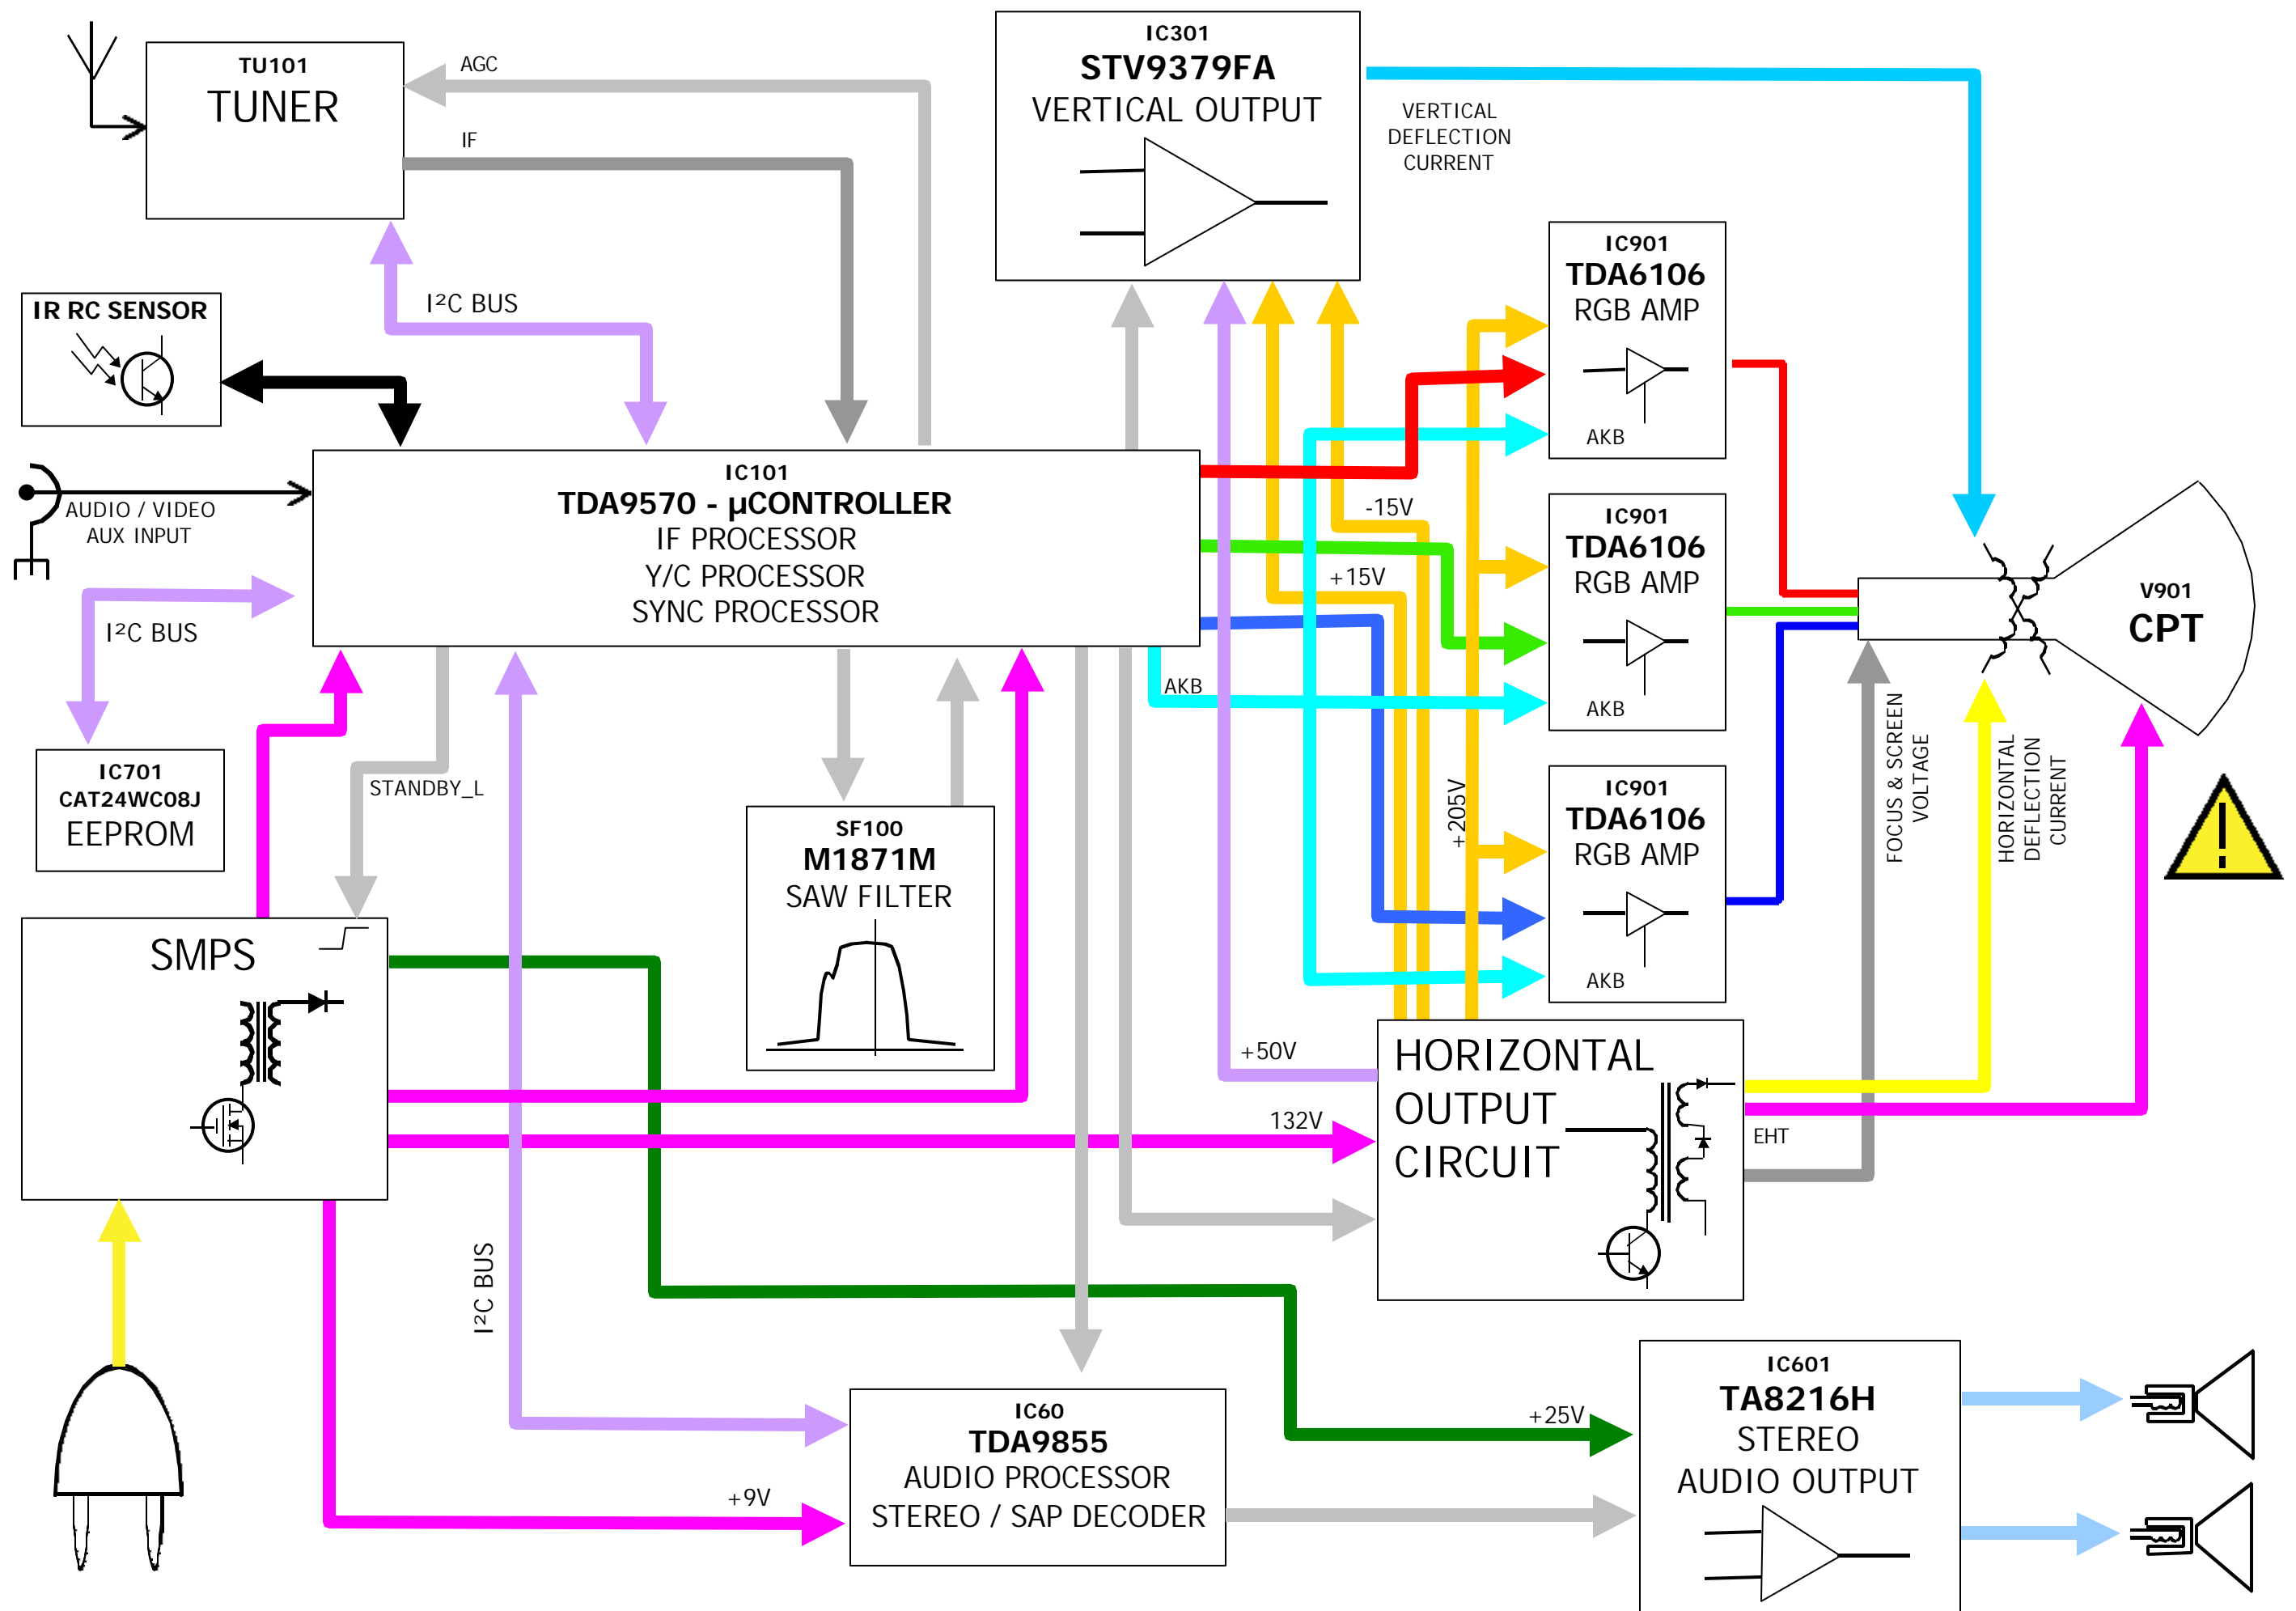 TU101
TUNER
AGC
IF
IC301
STV9379FA
VERTICAL OUTPUT
VERTICAL
DEFLECTION
CURRENT
IR RC SENSOR
I²C BUS
IC901
TDA6106
RGB AMP
AKB
AUDIO / VIDEO
AUX INPUT
IC101
TDA9570 - µCONTROLLER
IF PROCESSOR
Y/C PROCESSOR
SYNC PROCESSOR
-15V
+15V
IC901
TDA6106
RGB AMP
AKB
V901
CPT
I²C BUS
AKB
IC701
CAT24WC08J
EEPROM
STANDBY_L
SF100
M1871M
SAW FILTER
+205V
IC901
TDA6106
RGB AMP
AKB
FOCUS & SCREEN
VOLTAGE
HORIZONTAL
DEFLECTION
CURRENT
!
SMPS
+50V
132V
HORIZONTAL
OUTPUT
CIRCUIT
EHT
I²C BUS
IC60
TDA9855
AUDIO PROCESSOR
STEREO / SAP DECODER
+9V
+25V
IC601
TA8216H
STEREO
AUDIO OUTPUT